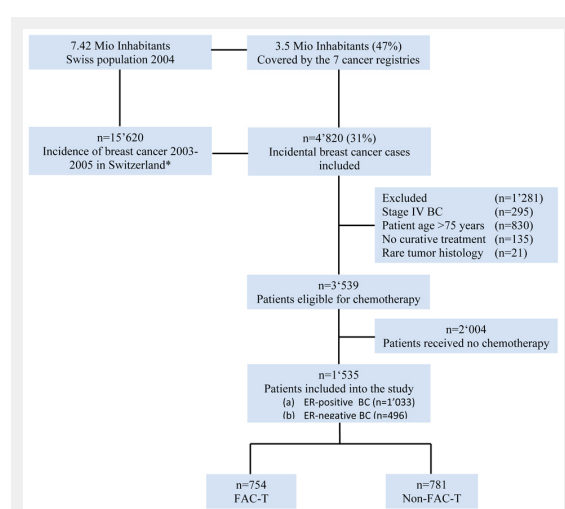 7.42 Mio Inhabitants
Swiss population 2004
3.5 Mio Inhabitants (47%)
Covered by the 7 cancer registries
n=15’620
Incidence of breast cancer 2003-
2005 in Switzerland*
n=4’820 (31%)
Incidental breast cancer cases
included
Excluded (n=1’281)
Stage IV BC (n=295)
Patient age >75 years (n=830)
No curative treatment (n=135)
Rare tumor histology (n=21)
n=3‘539
Patients eligible for chemotherapy
n=2‘004
Patients received no chemotherapy
n=1‘535
Patients included into the study
(a) ER-positive BC (n=1’033)
(b) ER-negative BC (n=496)
n=754
FAC-T
n=781
Non-FAC-T